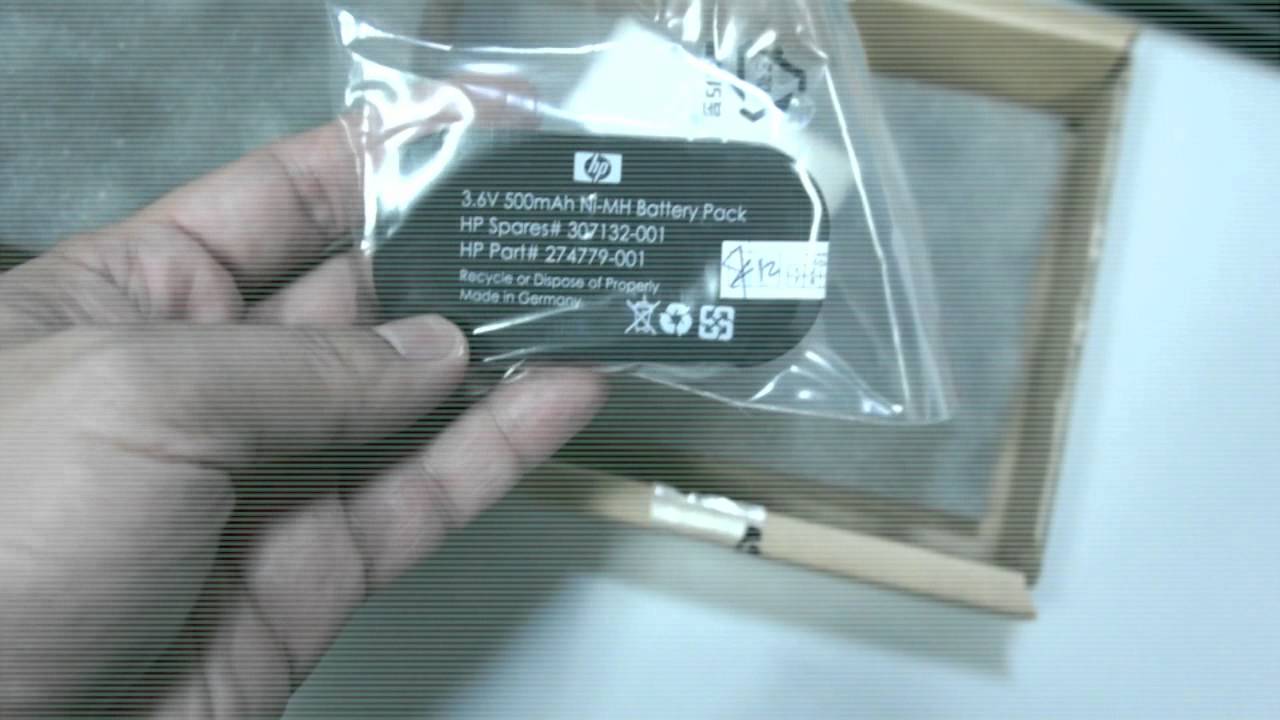 hp
3.6V 500mAh Ni-MH Battery Pack
HP Spares# 307132-001
HP Part# 274779-001
Recycle or Dispose of Properly
Made in Germany